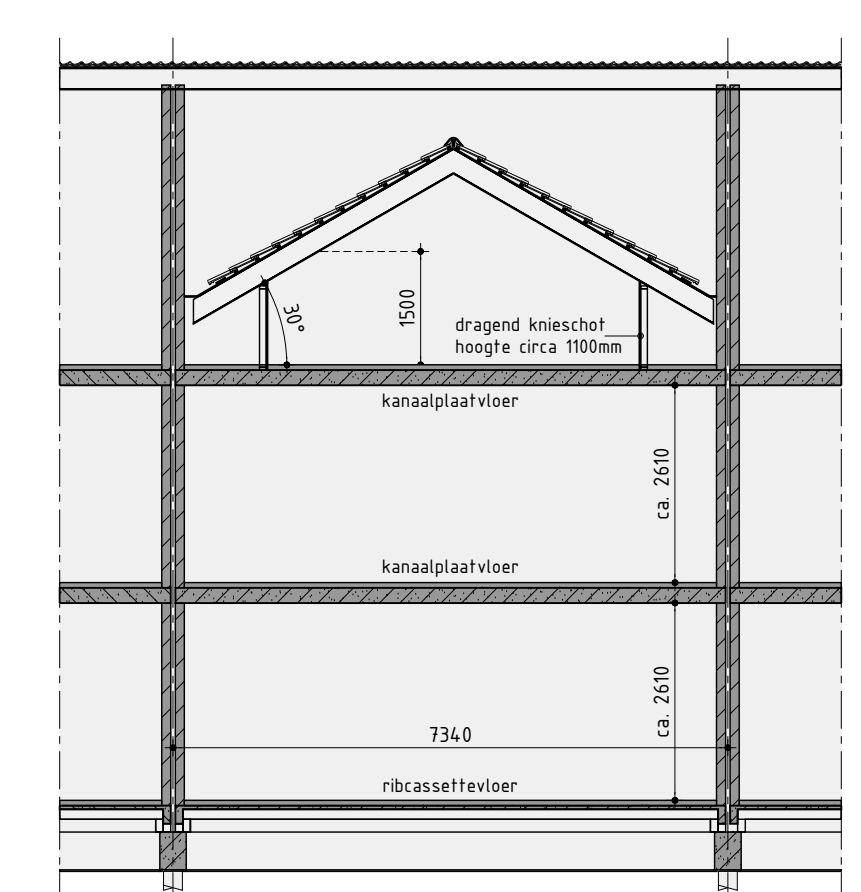 30°
1500
dragend knieschot
hoogte circa 1100mm
kanaalplaatvloer
ca. 2610
kanaalplaatvloer
ca. 2610
7340
ribcassettevloer